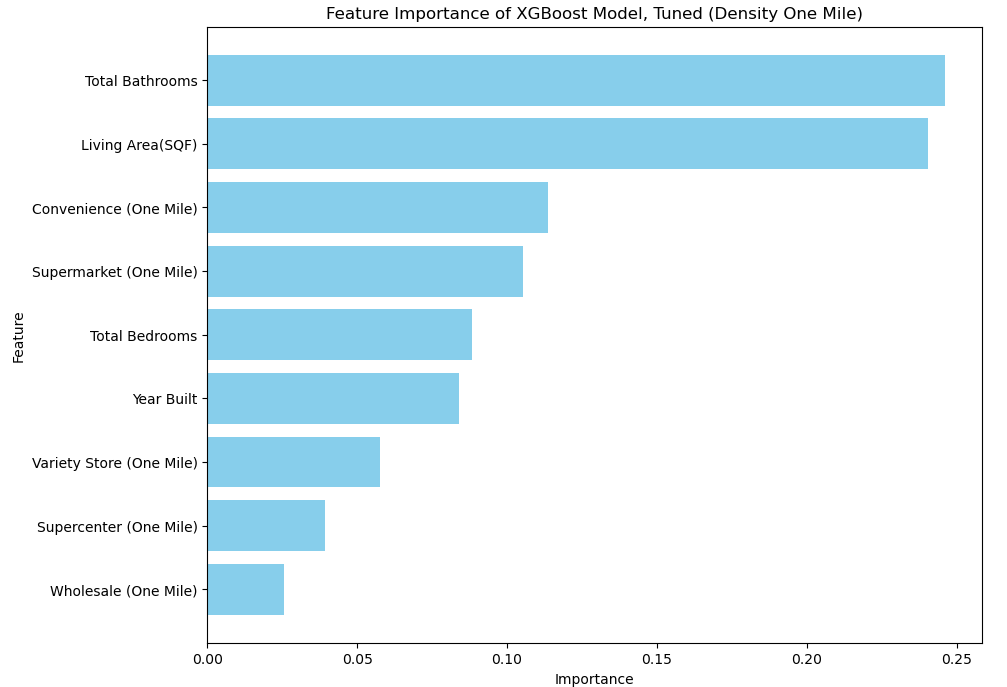 Feature Importance of XGBoost Model, Tuned (Density One Mile)
Total Bathrooms
Living Area(SQF)
Convenience (One Mile)
Supermarket (One Mile)
Total Bedrooms
Year Built
Variety Store (One Mile)
Supercenter (One Mile)
Wholesale (One Mile)
Feature
0.00 0.05 0.10 0.15 0.20 0.25
Importance